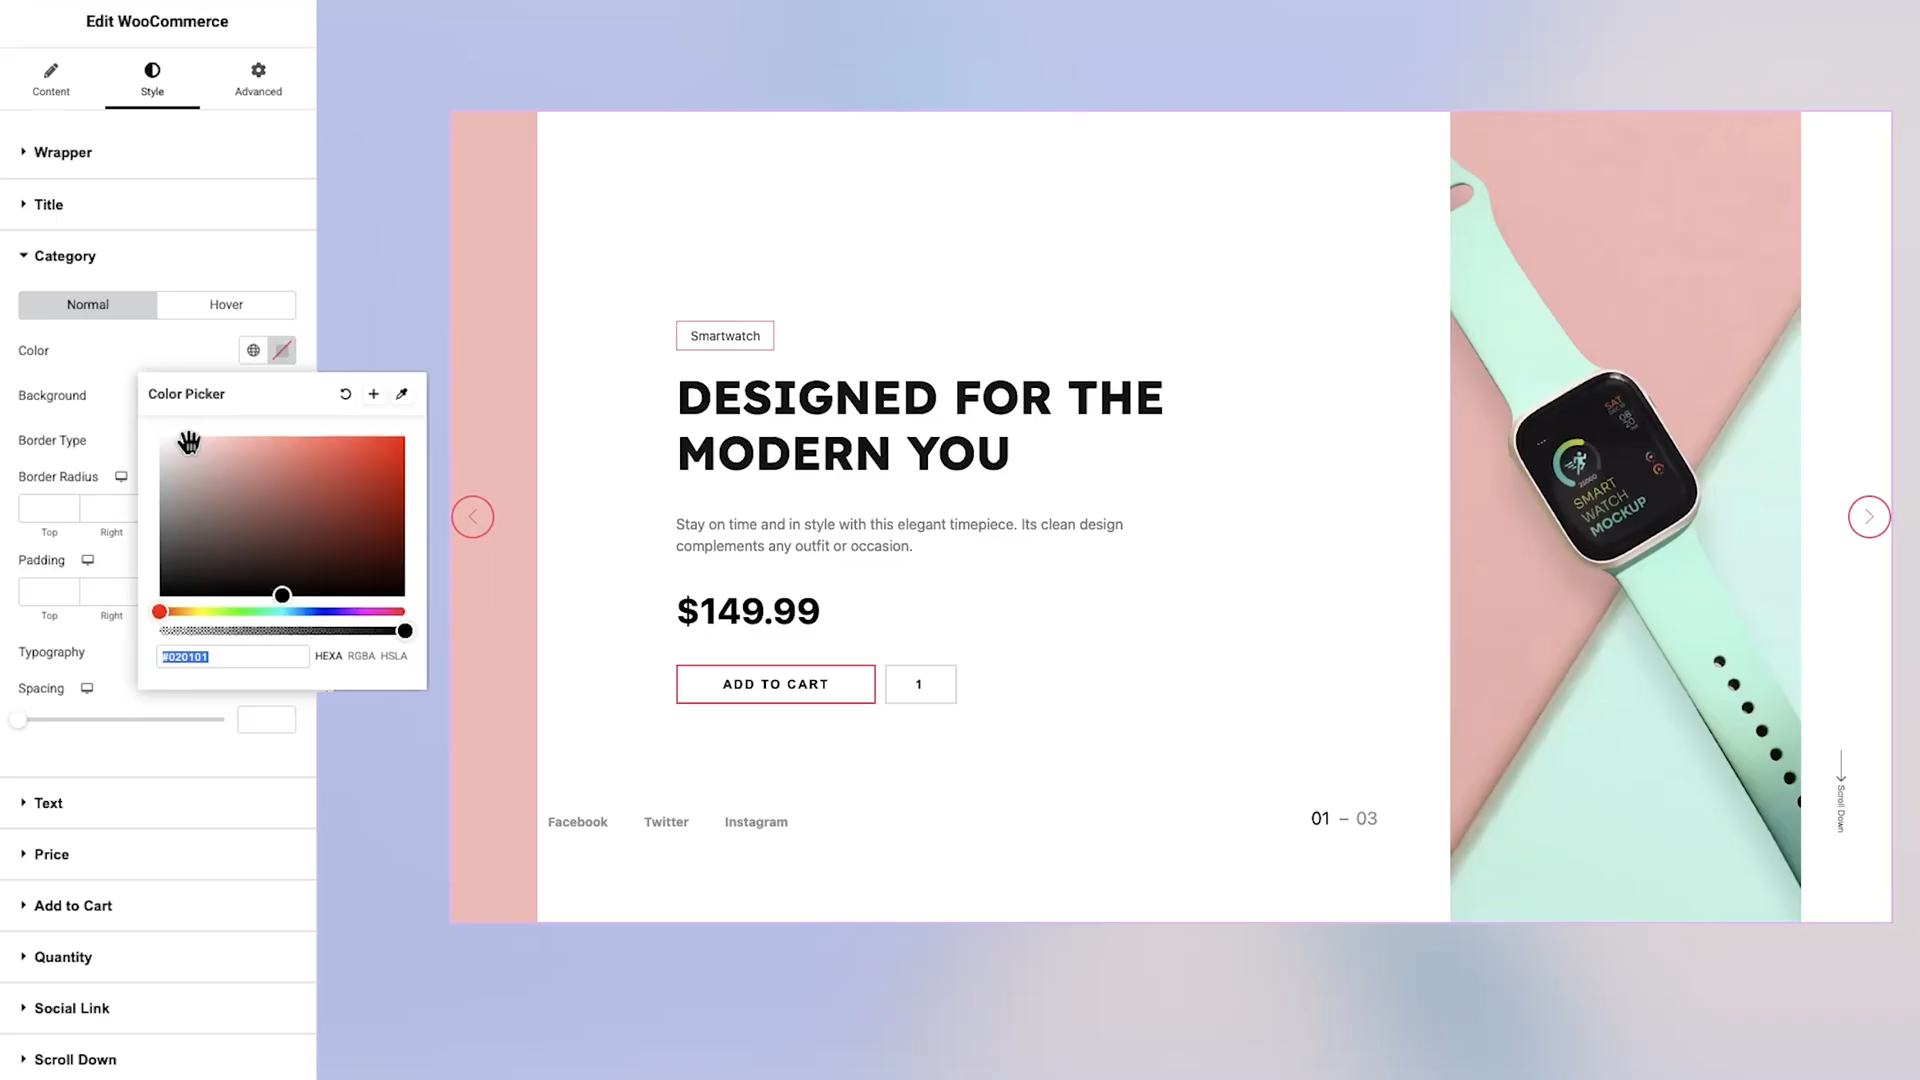 Edit WooCommerce
Content
Style
Advanced
Wrapper
Title
Category
Normal
Hover
Color
Background
Border Type
Border Radius
Top
Right
Padding
Top
Right
Typography
Spacing
Color Picker
#020101
HEXA RGBA HSLA
Text
Price
Add to Cart
Quantity
Social Link
Scroll Down
Smartwatch
DESIGNED FOR THE
MODERN YOU
Stay on time and in style with this elegant timepiece. Its clean design
complements any outfit or occasion.
$149.99
ADD TO CART
1
Facebook
Twitter
Instagram
01 – 03
SAT
08
20
25000
SMART
WATCH
MOCKUP
Scroll Down